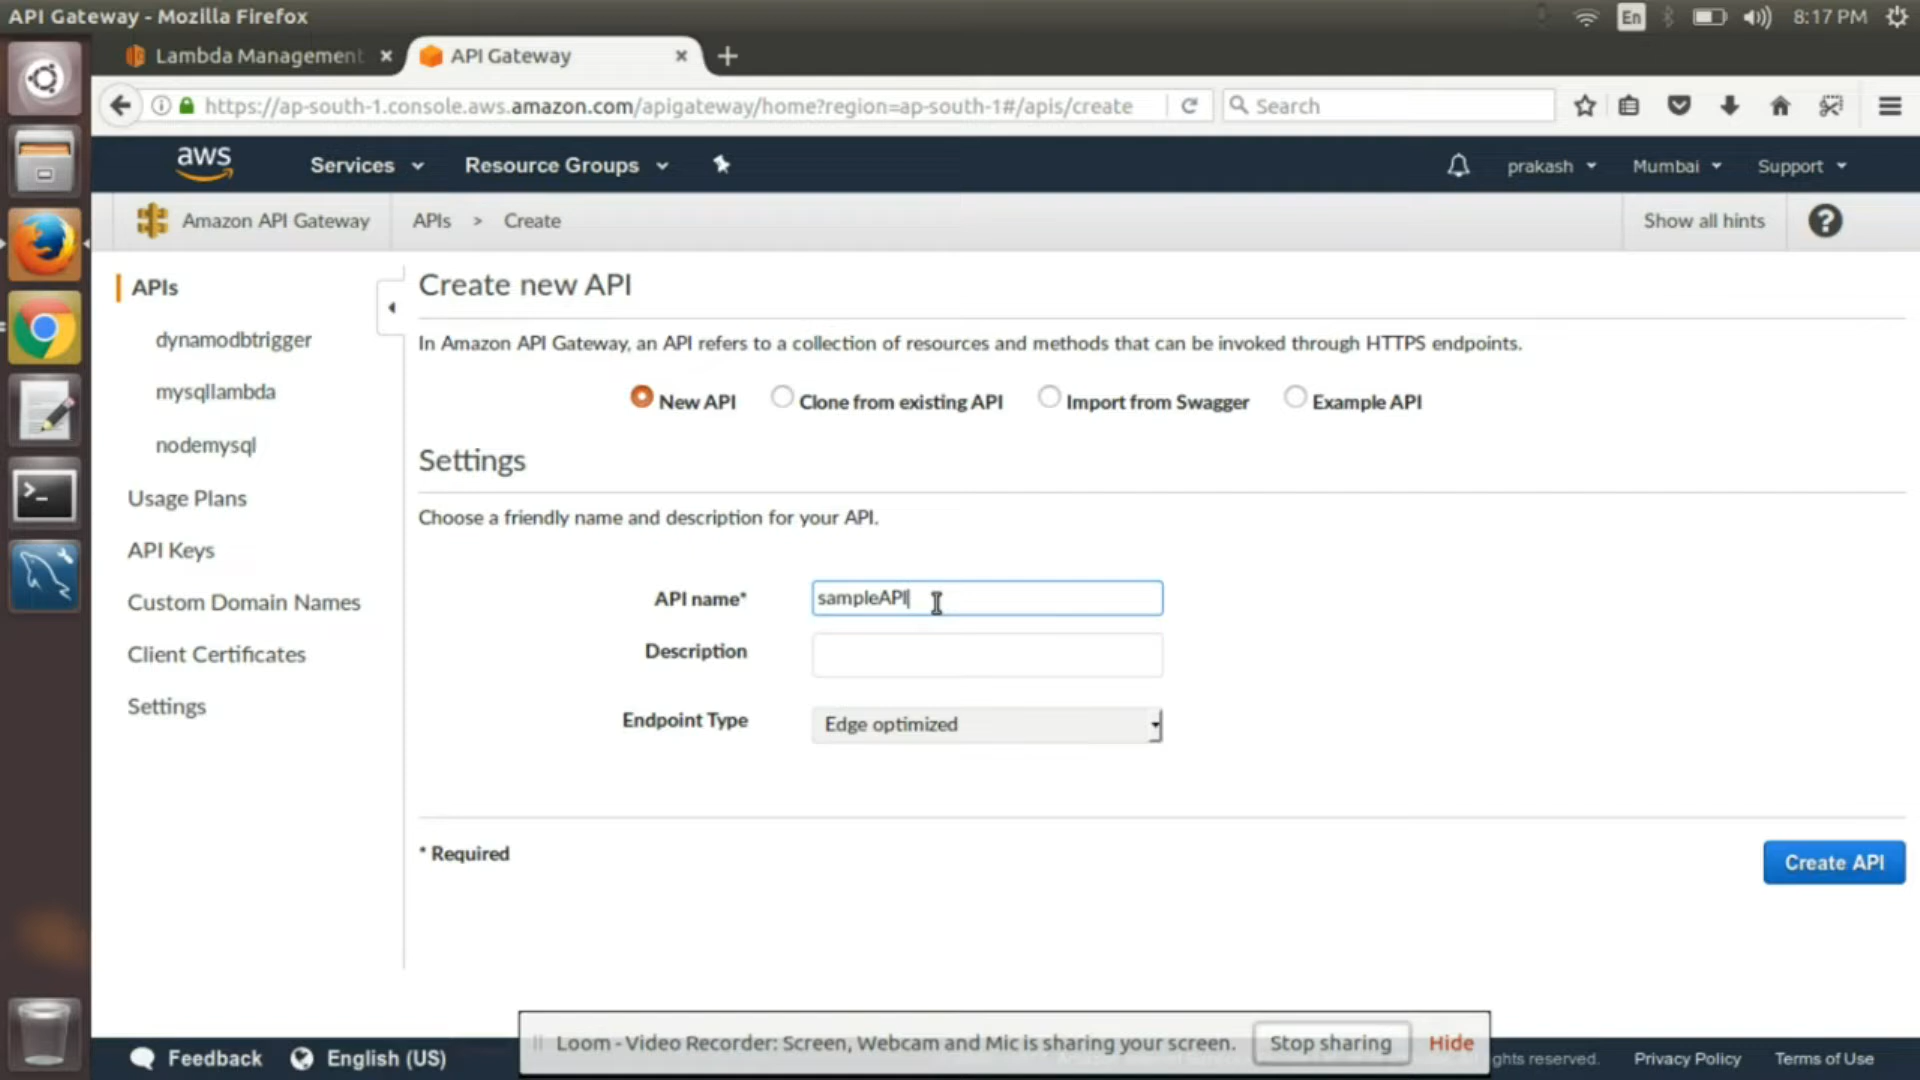 API Gateway - Mozilla Firefox
En
8:17 PM
Lambda Management
API Gateway
https://ap-south-1.console.aws.amazon.com/apigateway/home?region=ap-south-1#/apis/create
Search
aws
Services
Resource Groups
prakash
Mumbai
Support
Amazon API Gateway
APIs > Create
Show all hints
?
APIs
dynamodbtrigger
mysqllambda
nodemysql
Usage Plans
API Keys
Custom Domain Names
Client Certificates
Settings
Create new API
In Amazon API Gateway, an API refers to a collection of resources and methods that can be invoked through HTTPS endpoints.
New API
Clone from existing API
Import from Swagger
Example API
Settings
Choose a friendly name and description for your API.
API name*
sampleAPI
Description
Endpoint Type
Edge optimized
* Required
Create API
Loom - Video Recorder: Screen, Webcam and Mic is sharing your screen.
Stop sharing
Hide
Feedback
English (US)
ghts reserved.
Privacy Policy
Terms of Use